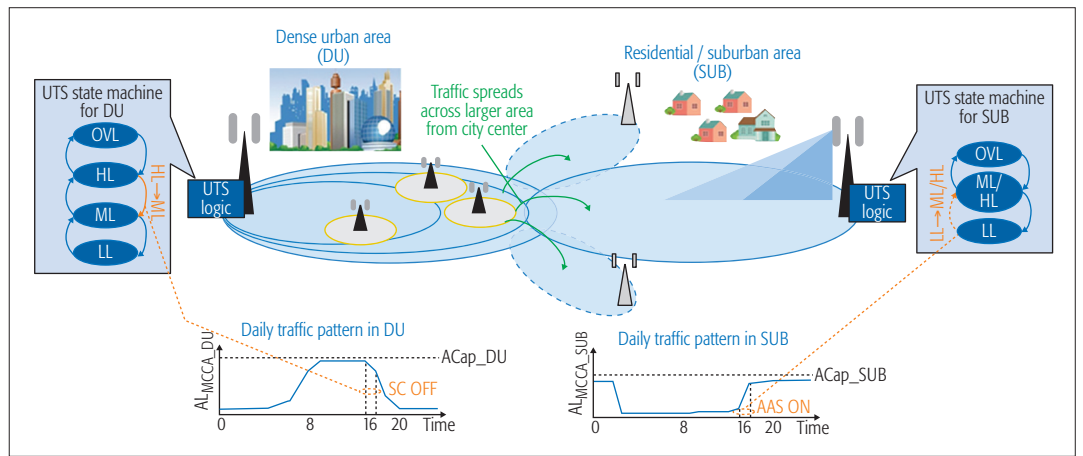 Dense urban area
(DU)
Residential / suburban area
(SUB)
UTS state machine
for DU
OVL
HL
ML
LL
HL→ML
UTS
logic
Traffic spreads
across larger area
from city center
UTS
logic
UTS state machine
for SUB
OVL
ML/
HL
LL
LL→ML/HL
Daily traffic pattern in DU
AL_MCCA_DU
ACap_DU
SC OFF
0
8
16
20
Time
Daily traffic pattern in SUB
AL_MCCA_SUB
ACap_SUB
AAS ON
0
8
16
20
Time